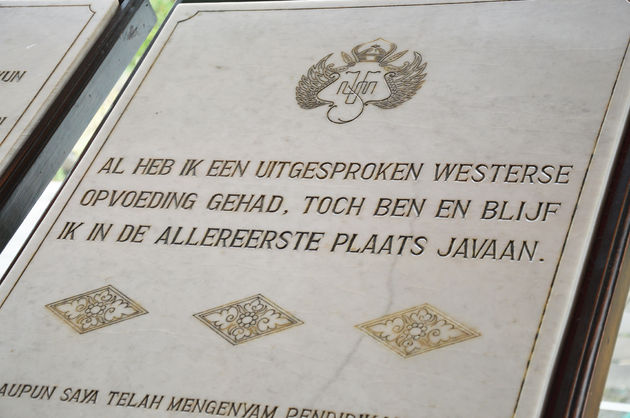 AL HEB IK EEN UITGESPROKEN WESTERSE
OPVOEDING GEHAD, TOCH BEN EN BLIJF
IK IN DE ALLEREERSTE PLAATS JAVAAN.
SAYA TELAH MENGENYAM